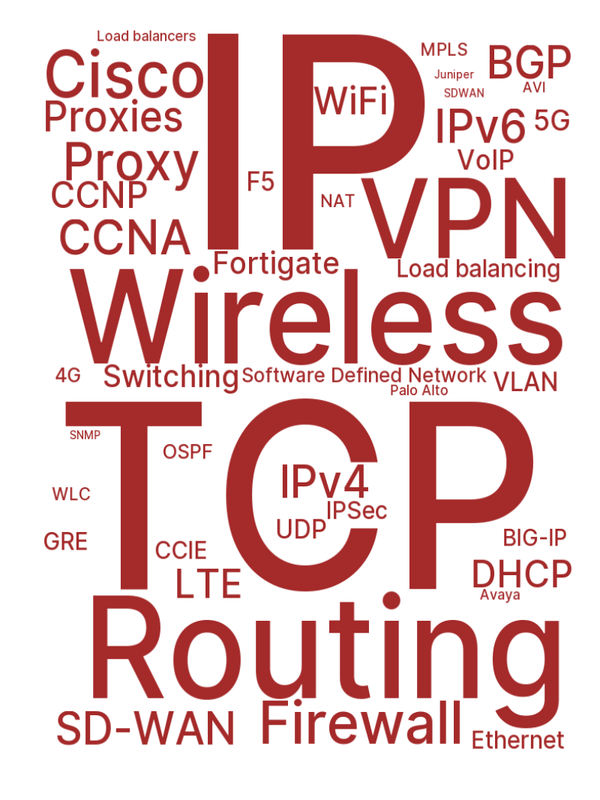 Load balancers
IP
MPLS
BGP
Cisco
Juniper
AVI
WiFi
SDWAN
Proxies
IPv6
5G
Proxy
VoIP
F5
CCNP
NAT
VPN
CCNA
Fortigate
Load balancing
Wireless
4G
Switching
Software Defined Network
VLAN
Palo Alto
TCP
SNMP
OSPF
IPv4
WLC
IPSec
UDP
GRE
CCIE
BIG-IP
LTE
DHCP
Avaya
Routing
SD-WAN
Firewall
Ethernet